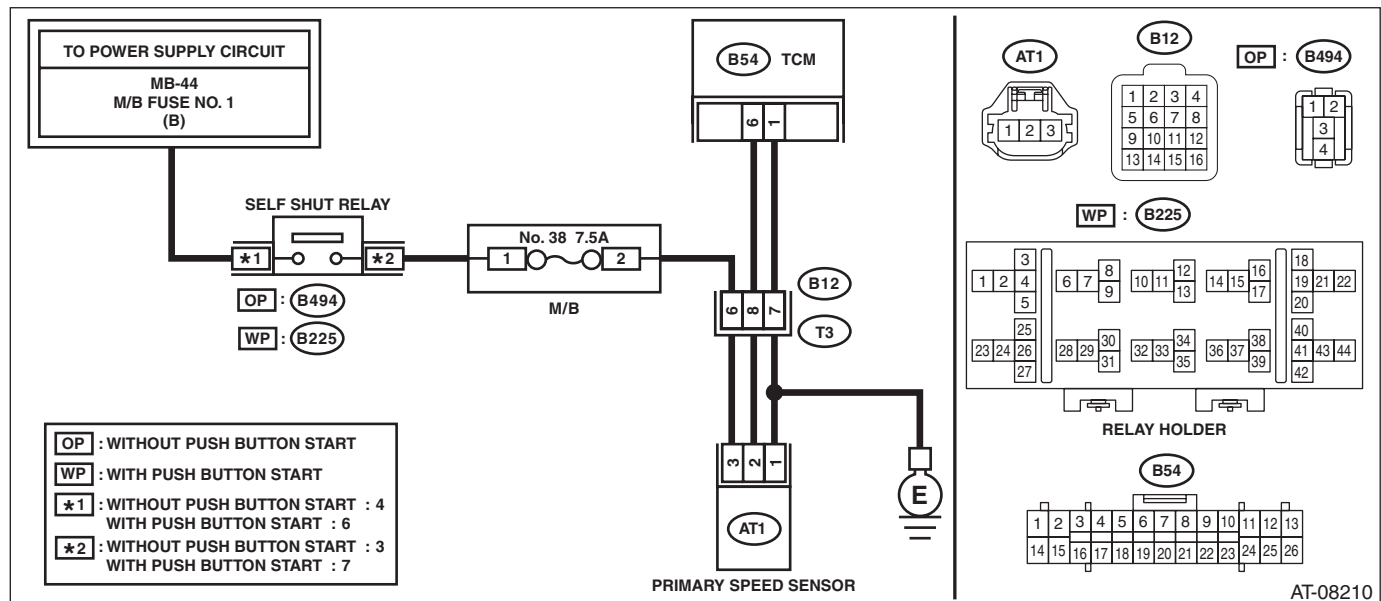 TO POWER SUPPLY CIRCUIT
MB-44
M/B FUSE NO. 1
(B)
B54 TCM
6 1
SELF SHUT RELAY
*1 *2
No. 38 7.5A
1 2
M/B
OP : B494
WP : B225
6 8 7
B12
T3
3 2 1
AT1
PRIMARY SPEED SENSOR
E
OP : WITHOUT PUSH BUTTON START
WP : WITH PUSH BUTTON START
*1 : WITHOUT PUSH BUTTON START : 4
WITH PUSH BUTTON START : 6
*2 : WITHOUT PUSH BUTTON START : 3
WITH PUSH BUTTON START : 7
AT1
1 2 3
B12
1 2 3 4
5 6 7 8
9 10 11 12
13 14 15 16
OP : B494
1 2
3
4
WP : B225
3 8 12 16 18
1 2 4 6 7 10 11 14 15 19 21 22
5 9 13 17 20
25 30 34 38 40
23 24 26 28 29 32 33 36 37 41 43 44
27 31 35 39 42
RELAY HOLDER
B54
1 2 3 4 5 6 7 8 9 10 11 12 13
14 15 16 17 18 19 20 21 22 23 24 25 26
AT-08210